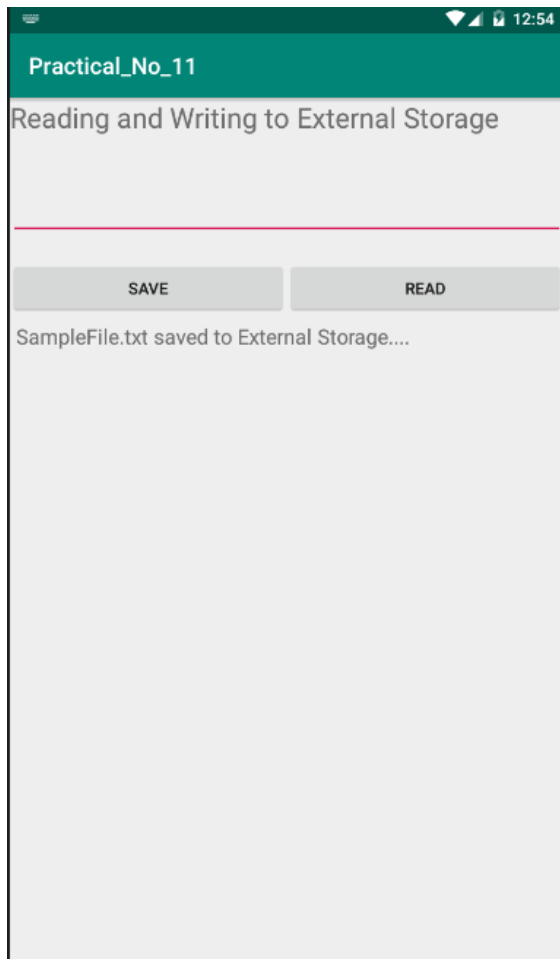 12:54
Practical_No_11
Reading and Writing to External Storage
SAVE READ
SampleFile.txt saved to External Storage....